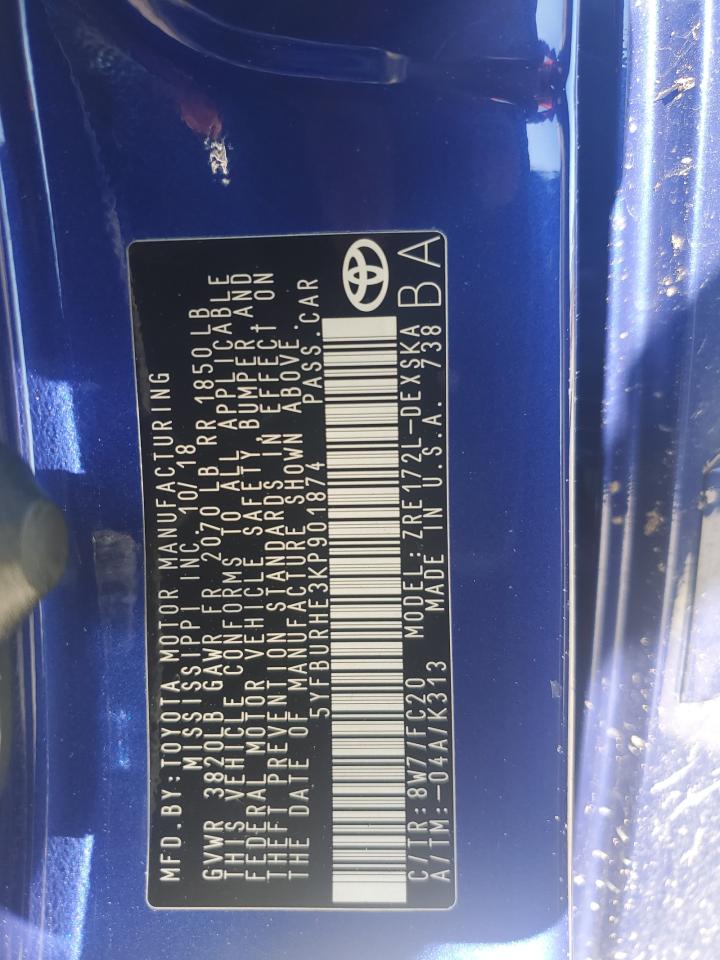 MFD.BY:TOYOTA MOTOR MANUFACTURING
MISSISSIPPI INC. 10/18
GVWR 3820LB GAWR FR 2070 LB RR 1850LB
THIS VEHICLE CONFORMS TO ALL APPLICABLE
FEDERAL MOTOR VEHICLE SAFETY, BUMPER AND
THEFT PREVENTION STANDARDS IN EFFECT ON
THE DATE OF MANUFACTURE SHOWN ABOVE.
5YFBURHE3KP901874 PASS.CAR
C/TR:8W7/FC20 MODEL:ZRE172L-DEXSKA
A/TM:-04A/K313 MADE IN U.S.A. 738
BA